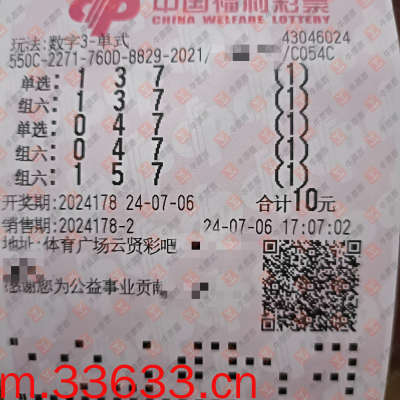 中国福利彩票
CHINA WELFARE LOTTERY
玩法:数字3-单式 43046024
550C-2271-760D-8829-2021/ /C054C
单选: 1 3 7 (1)
组六: 1 3 7 (1)
单选: 0 4 7 (1)
组六: 0 4 7 (1)
组六: 1 5 7 (1)
开奖期:2024178 24-07-06 合计10元
销售期:2024178-2 24-07-06 17:07:02
地址: 体育广场云贤彩吧
感谢您为公益事业贡南
m.33633.cn